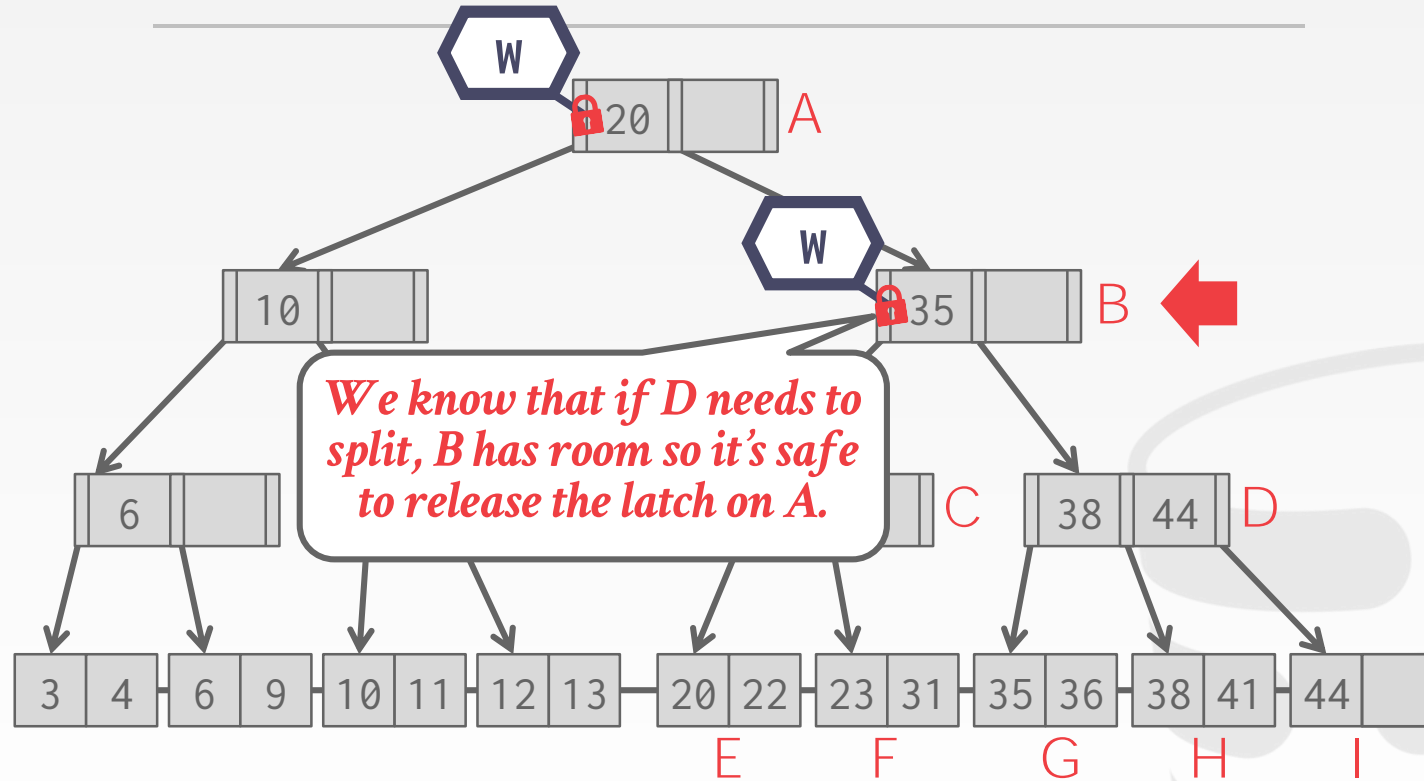 W
20 A
W
10
35 B
We know that if D needs to
split, B has room so it's safe
to release the latch on A.
6
C
38 44 D
3 4 6 9 10 11 12 13 20 22 23 31 35 36 38 41 44
E F G H I